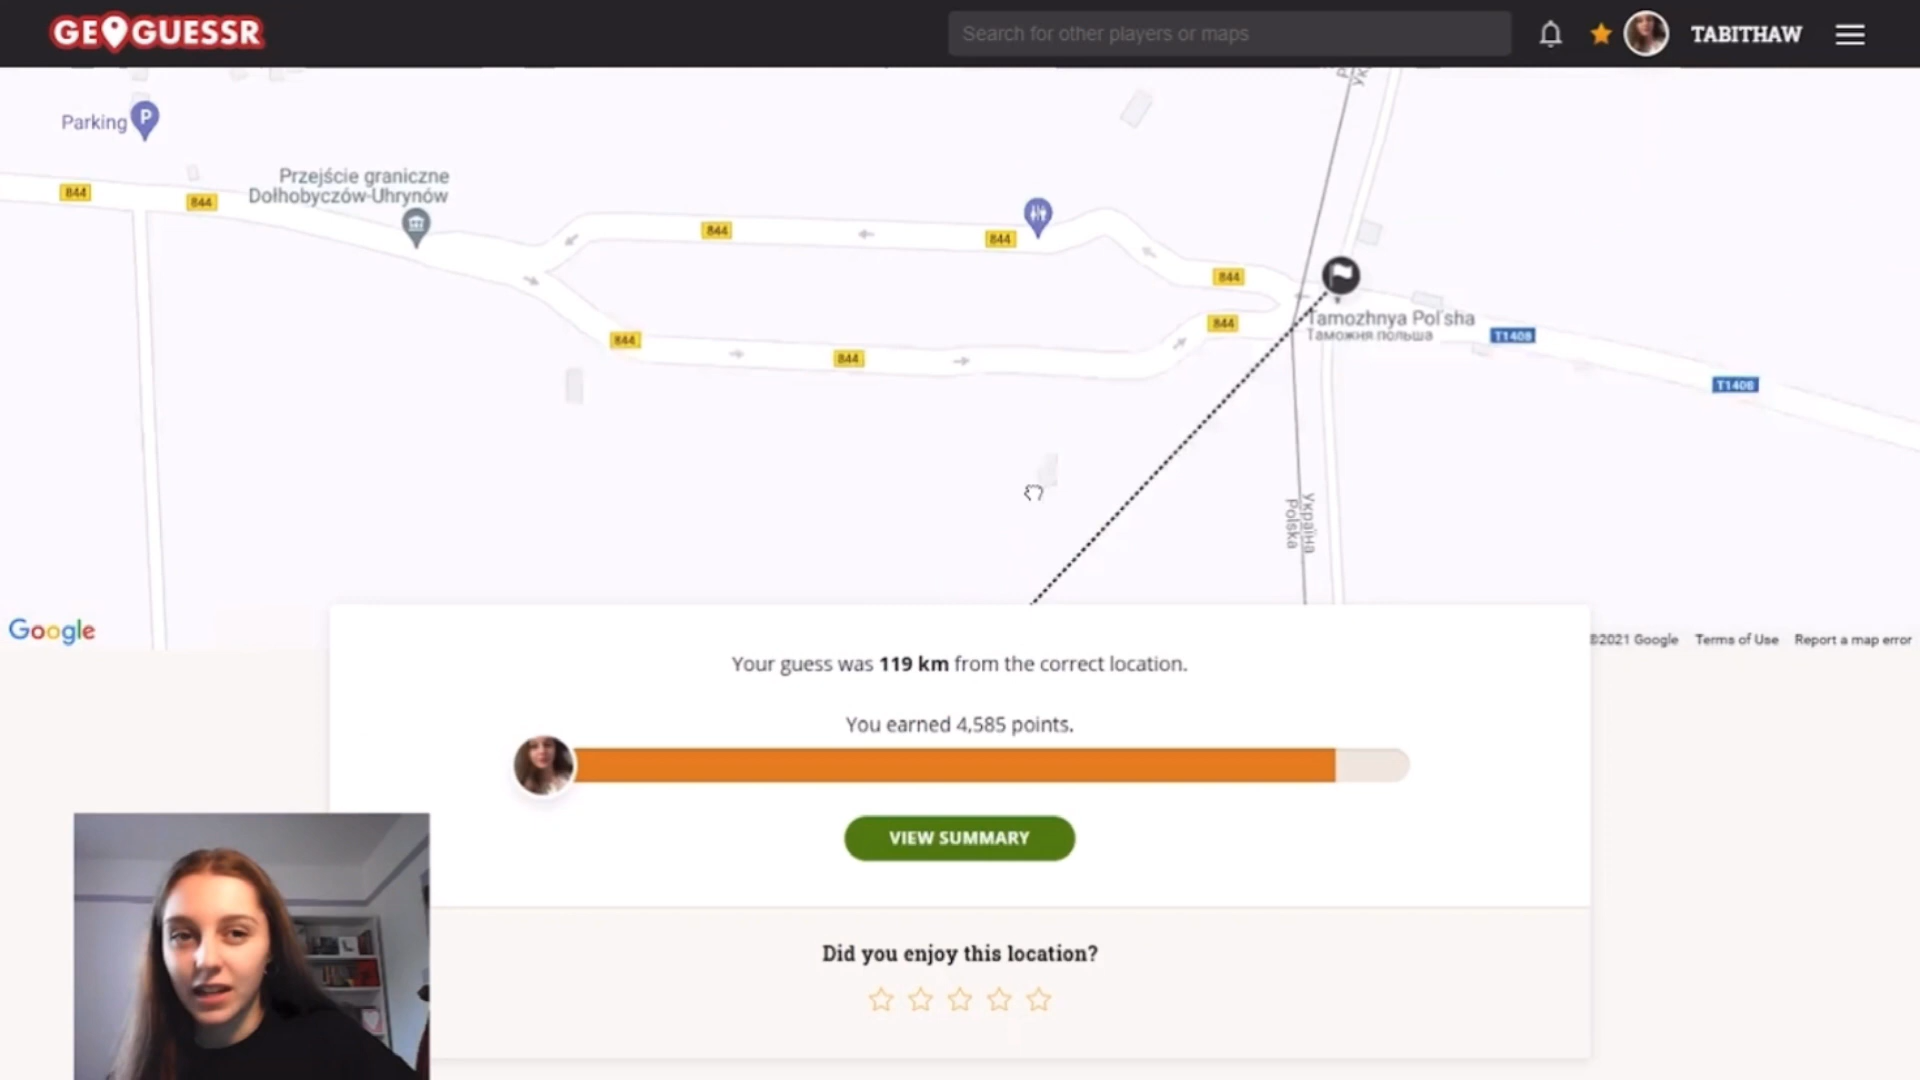 GEOGUESSR
Search for other players or maps
TABITHAW
Parking
P
Przejście graniczne
Dołhobyczów-Uhrynów
844
844
844
844
844
844
844
844
Tamozhnya Pol'sha
Таможня польша
T1408
T1408
Україна
Polska
Google
©2021 Google
Terms of Use
Report a map error
Your guess was 119 km from the correct location.
You earned 4,585 points.
VIEW SUMMARY
Did you enjoy this location?